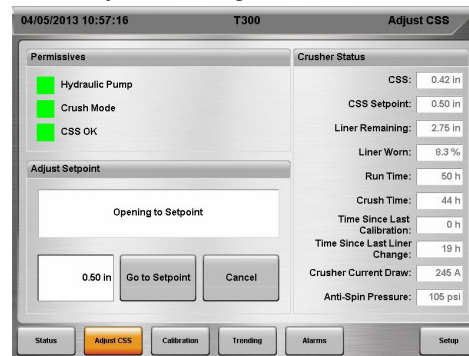 04/05/2013 10:57:16 T300 Adjust CSS
Permissives
Hydraulic Pump
Crush Mode
CSS OK
Adjust Setpoint
Opening to Setpoint
0.50 in Go to Setpoint Cancel
Crusher Status
CSS: 0.42 in
CSS Setpoint: 0.50 in
Liner Remaining: 2.75 in
Liner Worn: 8.3 %
Run Time: 50 h
Crush Time: 44 h
Time Since Last
Calibration: 0 h
Time Since Last Liner
Change: 19 h
Crusher Current Draw: 245 A
Anti-Spin Pressure: 105 psi
Status Adjust CSS Calibration Trending Alarms Setup